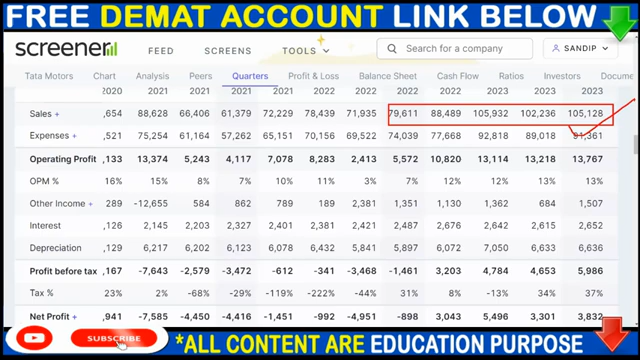 FREE DEMAT ACCOUNT LINK BELOW
screener
FEED SCREENS TOOLS Search for a company SANDIP
Tata Motors Chart Analysis Peers Quarters Profit & Loss Balance Sheet Cash Flow Ratios Investors Docume
2020 2021 2021 2021 2021 2022 2022 2022 2022 2023 2023 2023
Sales + ,654 88,628 66,406 61,379 72,229 78,439 71,935 79,611 88,489 105,932 102,236 105,128
Expenses + ,521 75,254 61,164 57,262 65,151 70,156 69,522 74,039 77,668 92,818 89,018 91,361
Operating Profit ,133 13,374 5,243 4,117 7,078 8,283 2,413 5,572 10,820 13,114 13,218 13,767
OPM % 16% 15% 8% 7% 10% 11% 3% 7% 12% 12% 13% 13%
Other Income + 289 -12,655 584 862 789 189 2,381 1,351 1,130 1,362 684 1,507
Interest 126 2,145 2,203 2,327 2,401 2,381 2,421 2,487 2,676 2,642 2,615 2,652
Depreciation 129 6,217 6,202 6,123 6,078 6,432 5,841 5,897 6,072 7,050 6,633 6,636
Profit before tax ,167 -7,643 -2,579 -3,472 -612 -341 -3,468 -1,461 3,203 4,784 4,653 5,986
Tax % 23% 2% -68% -29% -119% -222% -44% 31% 8% -13% 34% 37%
Net Profit + ,941 -7,585 -4,450 -4,416 -1,451 -992 -4,951 -898 3,043 5,496 3,301 3,832
SUBSCRIBE *ALL CONTENT ARE EDUCATION PURPOSE